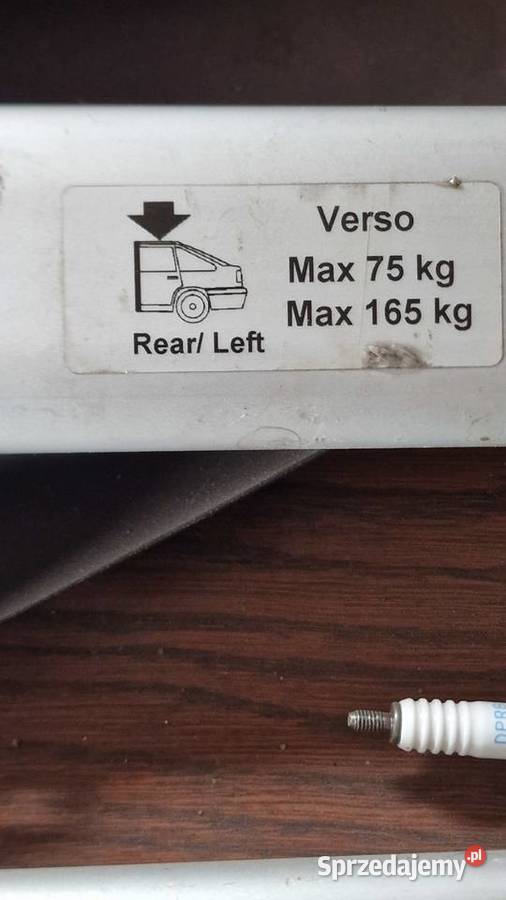 Verso
Max 75 kg
Max 165 kg
Rear/ Left
Sprzedajemy.pl